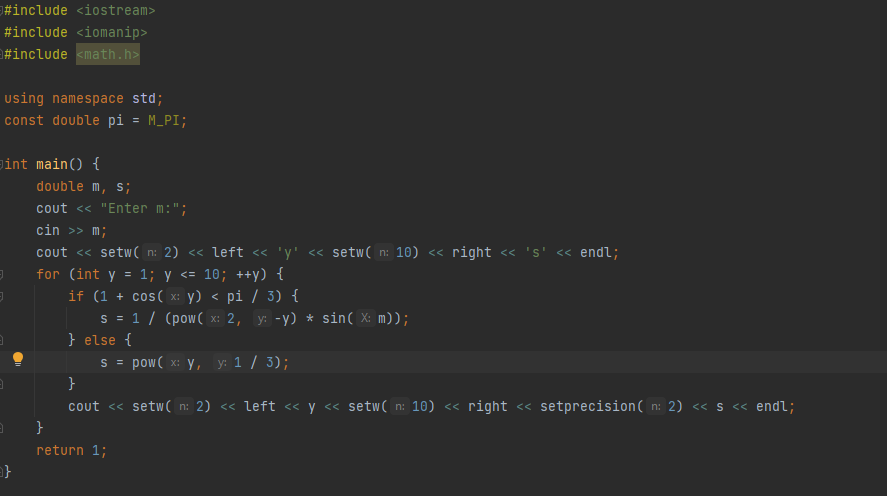 #include <iostream>
#include <iomanip>
#include <math.h>
using namespace std;
const double pi = M_PI;
int main() {
double m, s;
cout << "Enter m:";
cin >> m;
cout << setw( n: 2) << left << 'y' << setw( n: 10) << right << 's' << endl;
for (int y = 1; y <= 10; ++y) {
if (1 + cos( x: y) < pi / 3) {
s = 1 / (pow( x: 2, y: -y) * sin( X: m));
} else {
s = pow( x: y, y: 1 / 3);
}
cout << setw( n: 2) << left << y << setw( n: 10) << right << setprecision( n: 2) << s << endl;
}
return 1;
}